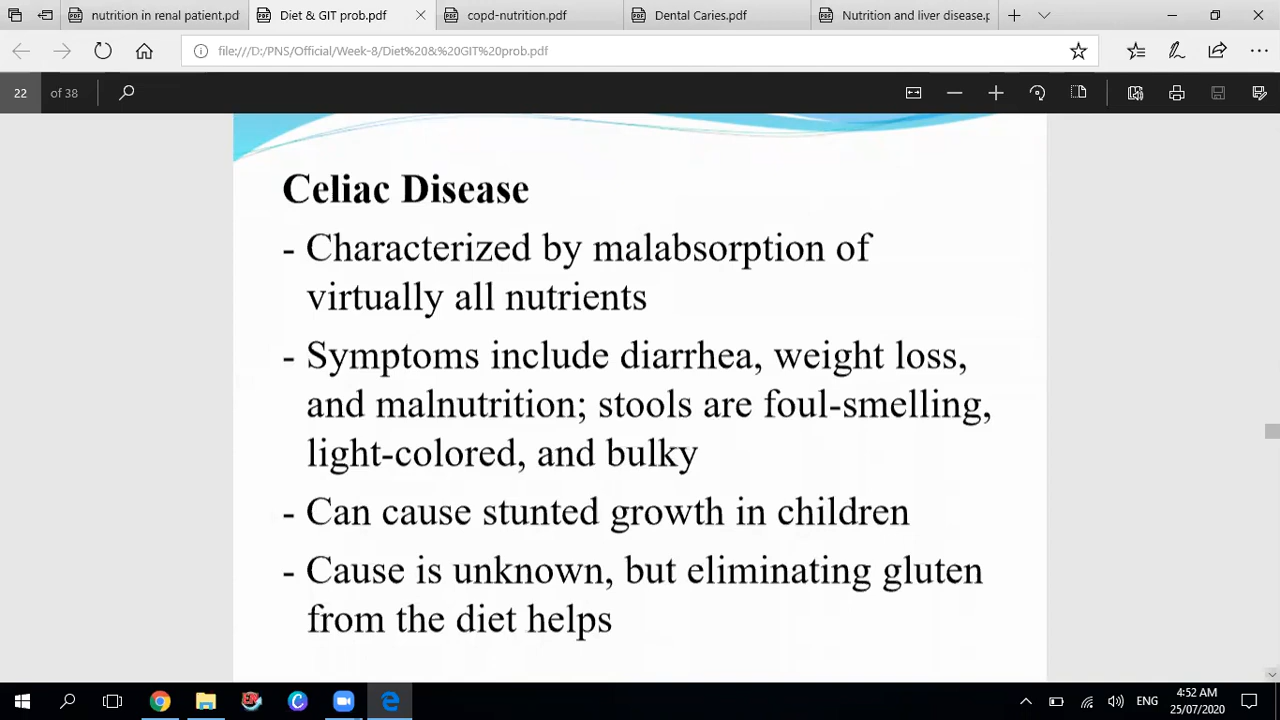 nutrition in renal patient.pd
Diet & GIT prob.pdf
copd-nutrition.pdf
Dental Caries.pdf
Nutrition and liver disease.p
file:///D:/PNS/Official/Week-8/Diet%20&%20GIT%20prob.pdf
22 of 38
Celiac Disease
- Characterized by malabsorption of
virtually all nutrients
- Symptoms include diarrhea, weight loss,
and malnutrition; stools are foul-smelling,
light-colored, and bulky
- Can cause stunted growth in children
- Cause is unknown, but eliminating gluten
from the diet helps
ENG
4:52 AM
25/07/2020